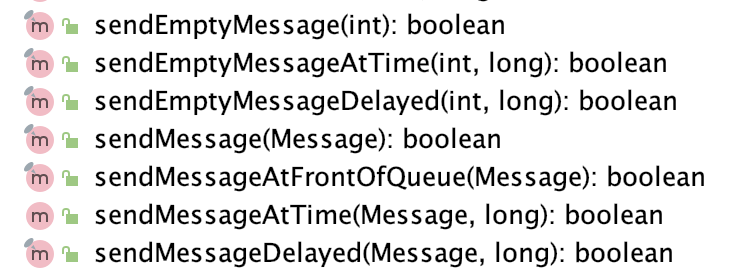 sendEmptyMessage(int): boolean
sendEmptyMessageAtTime(int, long): boolean
sendEmptyMessageDelayed(int, long): boolean
sendMessage(Message): boolean
sendMessageAtFrontOfQueue(Message): boolean
sendMessageAtTime(Message, long): boolean
sendMessageDelayed(Message, long): boolean